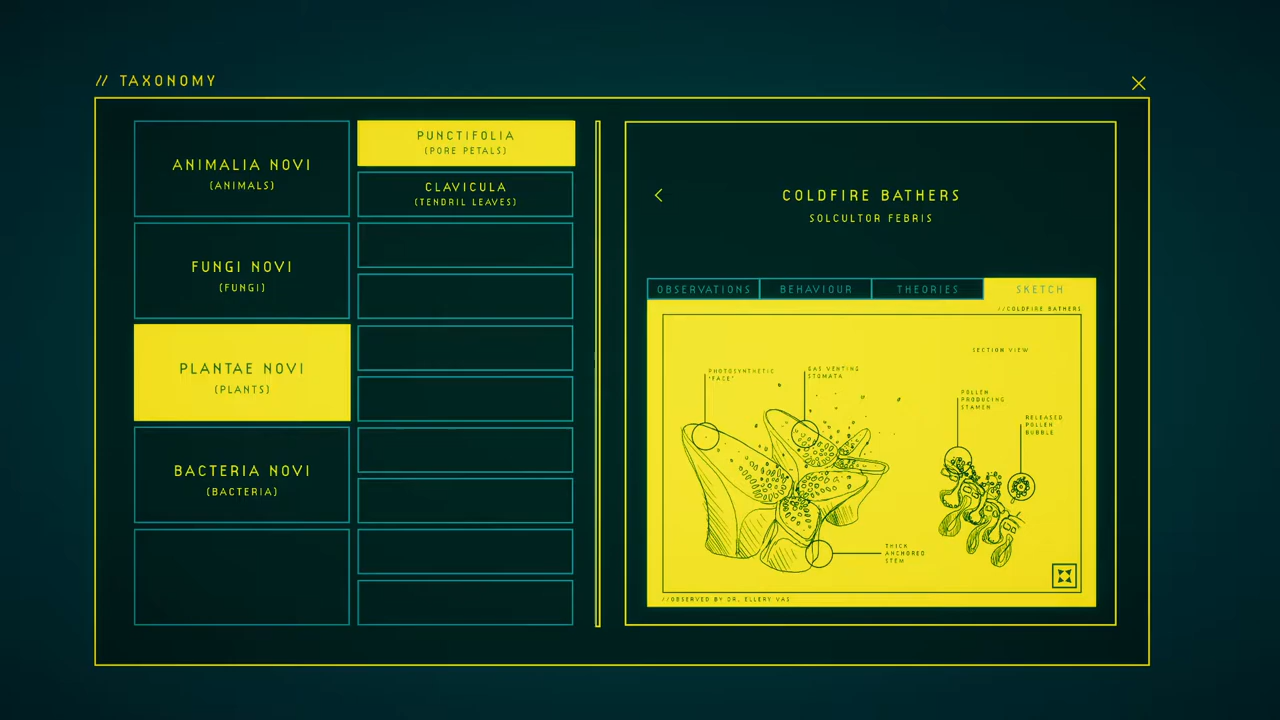 // TAXONOMY
ANIMALIA NOVI
(ANIMALS)
FUNGI NOVI
(FUNGI)
PLANTAE NOVI
(PLANTS)
BACTERIA NOVI
(BACTERIA)
PUNCTIFOLIA
(PORE PETALS)
CLAVICULA
(TENDRIL LEAVES)
COLDFIRE BATHERS
SOLCULTOR FEBRIS
OBSERVATIONS
BEHAVIOUR
THEORIES
SKETCH
//COLDFIRE BATHERS
SECTION VIEW
PHOTOSYNTHETIC
"FACE"
GAS VENTING
STOMATA
POLLEN
PRODUCING
STAMEN
RELEASED
POLLEN
BUBBLE
THICK
ANCHORED
STEM
//OBSERVED BY DR. ELLERY VAS